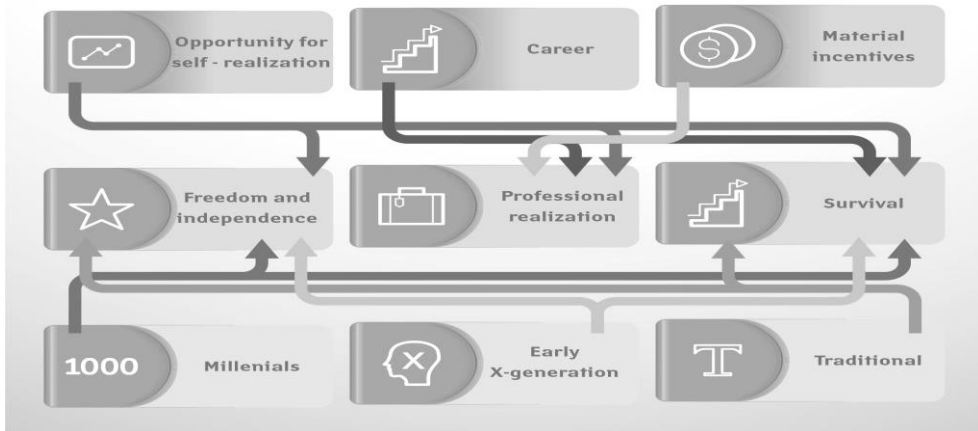 Opportunity for
self - realization
Career
Material
incentives
Freedom and
independence
Professional
realization
Survival
1000
Millenials
X
Early
X-generation
T
Traditional